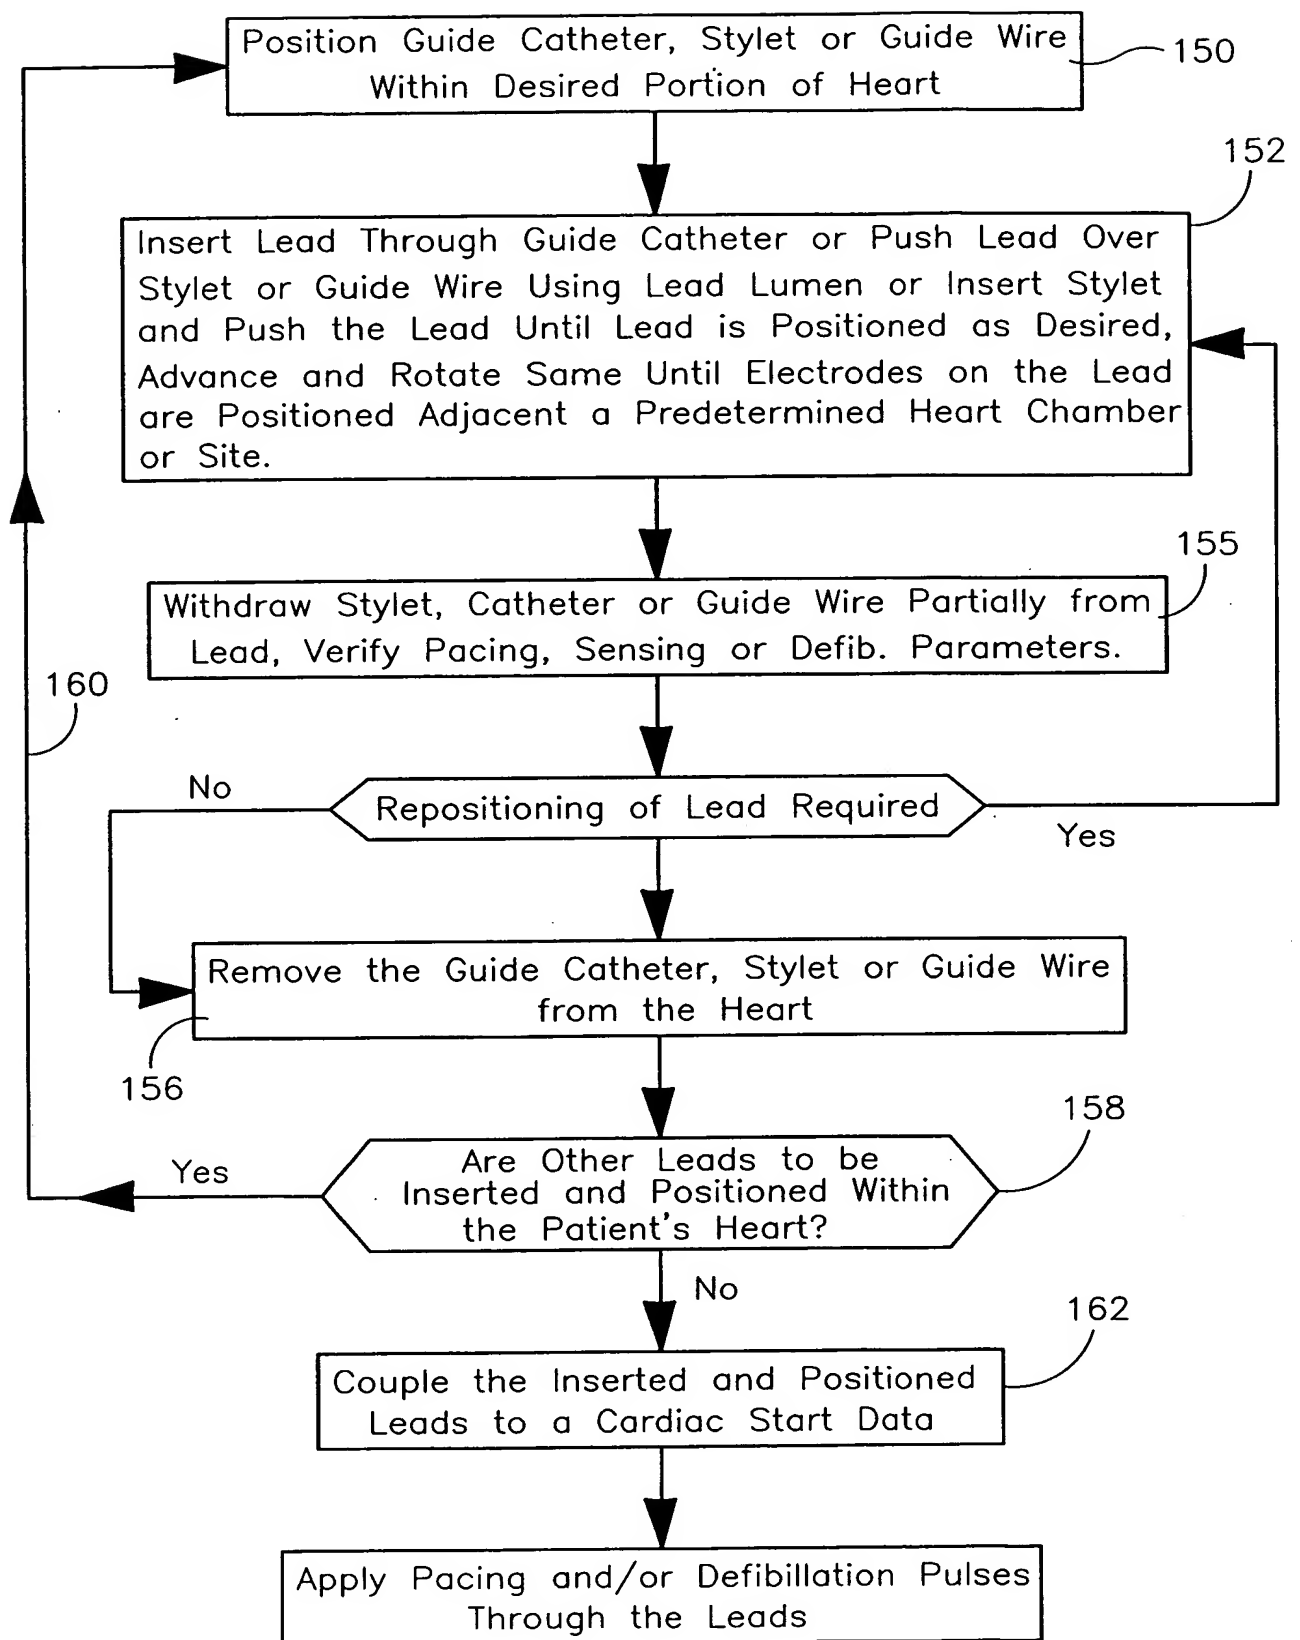 Position Guide Catheter, Stylet or Guide Wire
Within Desired Portion of Heart
150
152
Insert Lead Through Guide Catheter or Push Lead Over
Stylet or Guide Wire Using Lead Lumen or Insert Stylet
and Push the Lead Until Lead is Positioned as Desired,
Advance and Rotate Same Until Electrodes on the Lead
are Positioned Adjacent a Predetermined Heart Chamber
or Site.
155
Withdraw Stylet, Catheter or Guide Wire Partially from
Lead, Verify Pacing, Sensing or Defib. Parameters.
160
No
Repositioning of Lead Required
Yes
Remove the Guide Catheter, Stylet or Guide Wire
from the Heart
156
158
Yes
Are Other Leads to be
Inserted and Positioned Within
the Patient's Heart?
No
162
Couple the Inserted and Positioned
Leads to a Cardiac Start Data
Apply Pacing and/or Defibillation Pulses
Through the Leads